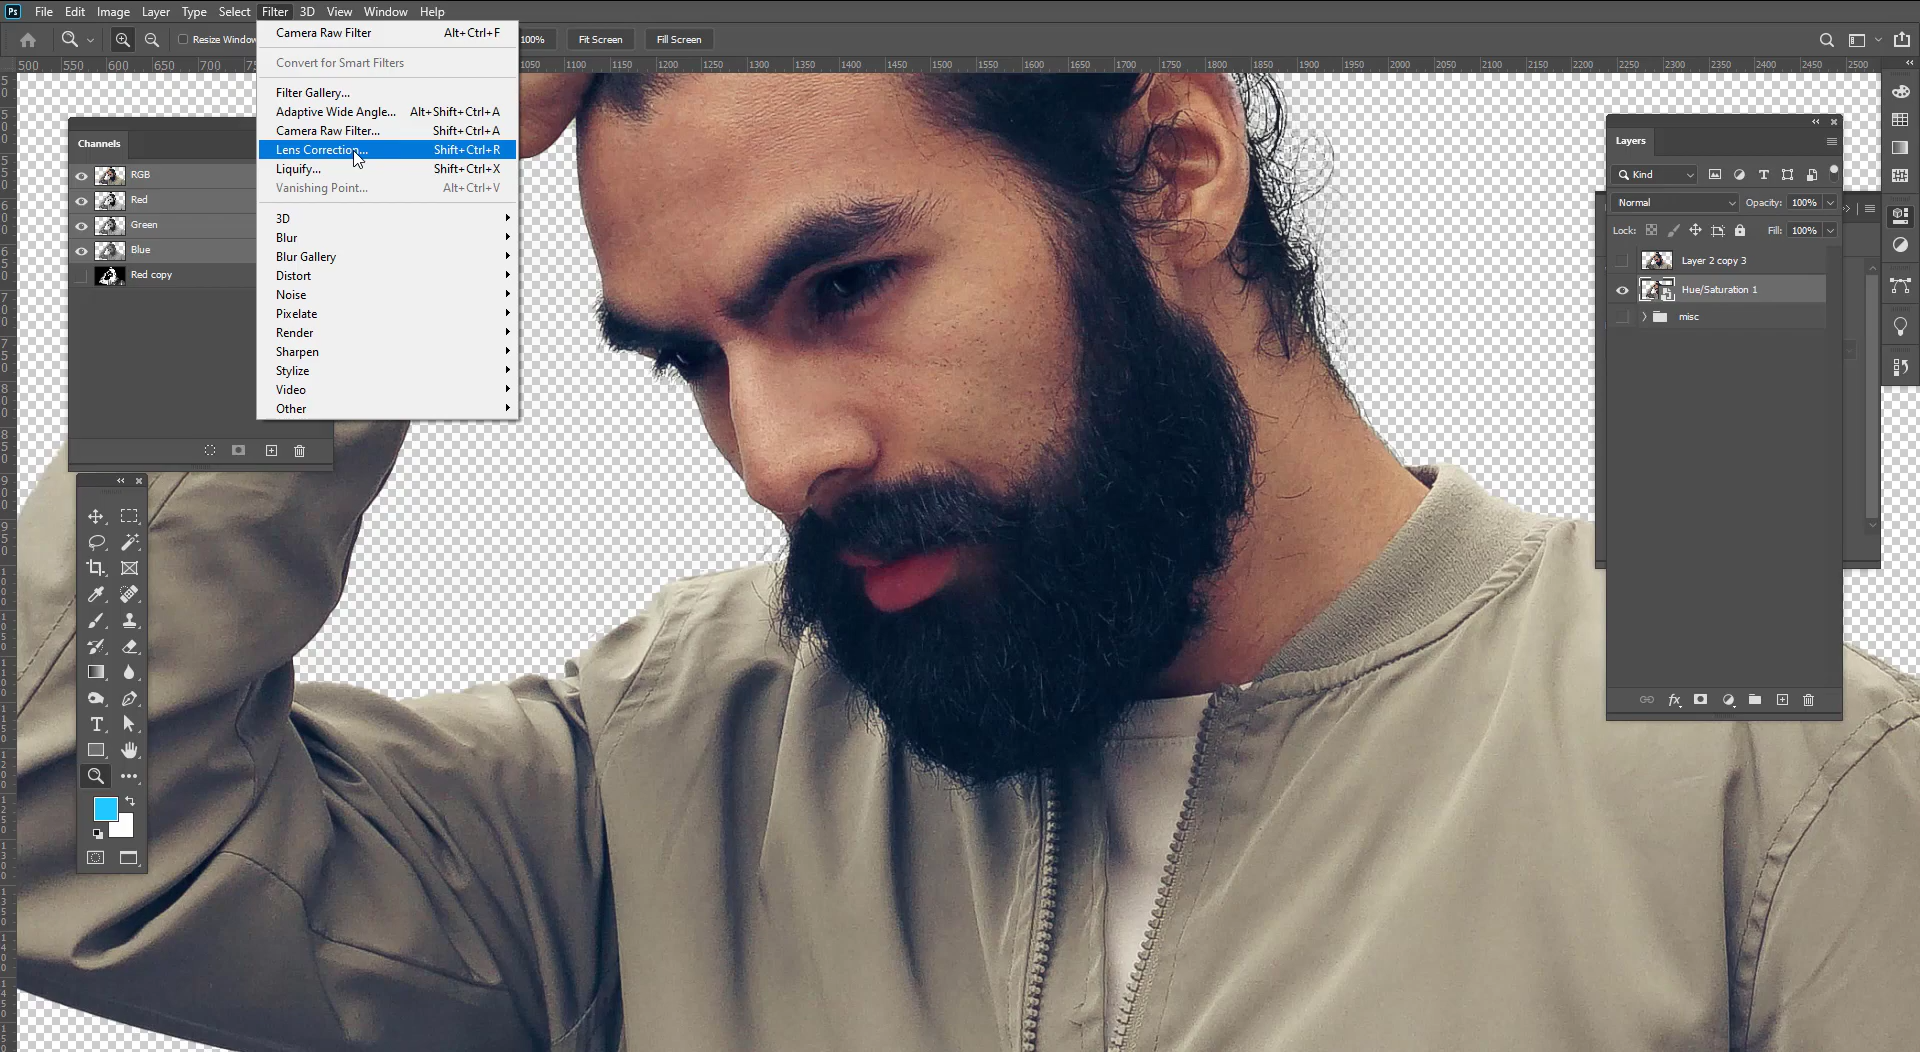 Ps File Edit Image Layer Type Select Filter 3D View Window Help
Resize Window
100% Fit Screen Fill Screen
500 550 600 650 700
1050 1100 1150 1200 1250 1300 1350 1400 1450 1500 1550 1600 1650 1700 1750 1800 1850 1900 1950 2000 2050 2100 2150 2200 2250 2300 2350 2400 2450 2500
Camera Raw Filter Alt+Ctrl+F
Convert for Smart Filters
Filter Gallery...
Adaptive Wide Angle... Alt+Shift+Ctrl+A
Camera Raw Filter... Shift+Ctrl+A
Lens Correction... Shift+Ctrl+R
Liquify... Shift+Ctrl+X
Vanishing Point... Alt+Ctrl+V
3D
Blur
Blur Gallery
Distort
Noise
Pixelate
Render
Sharpen
Stylize
Video
Other
Channels
RGB
Red
Green
Blue
Red copy
Layers
Kind
Normal Opacity: 100%
Lock: Fill: 100%
Layer 2 copy 3
Hue/Saturation 1
misc